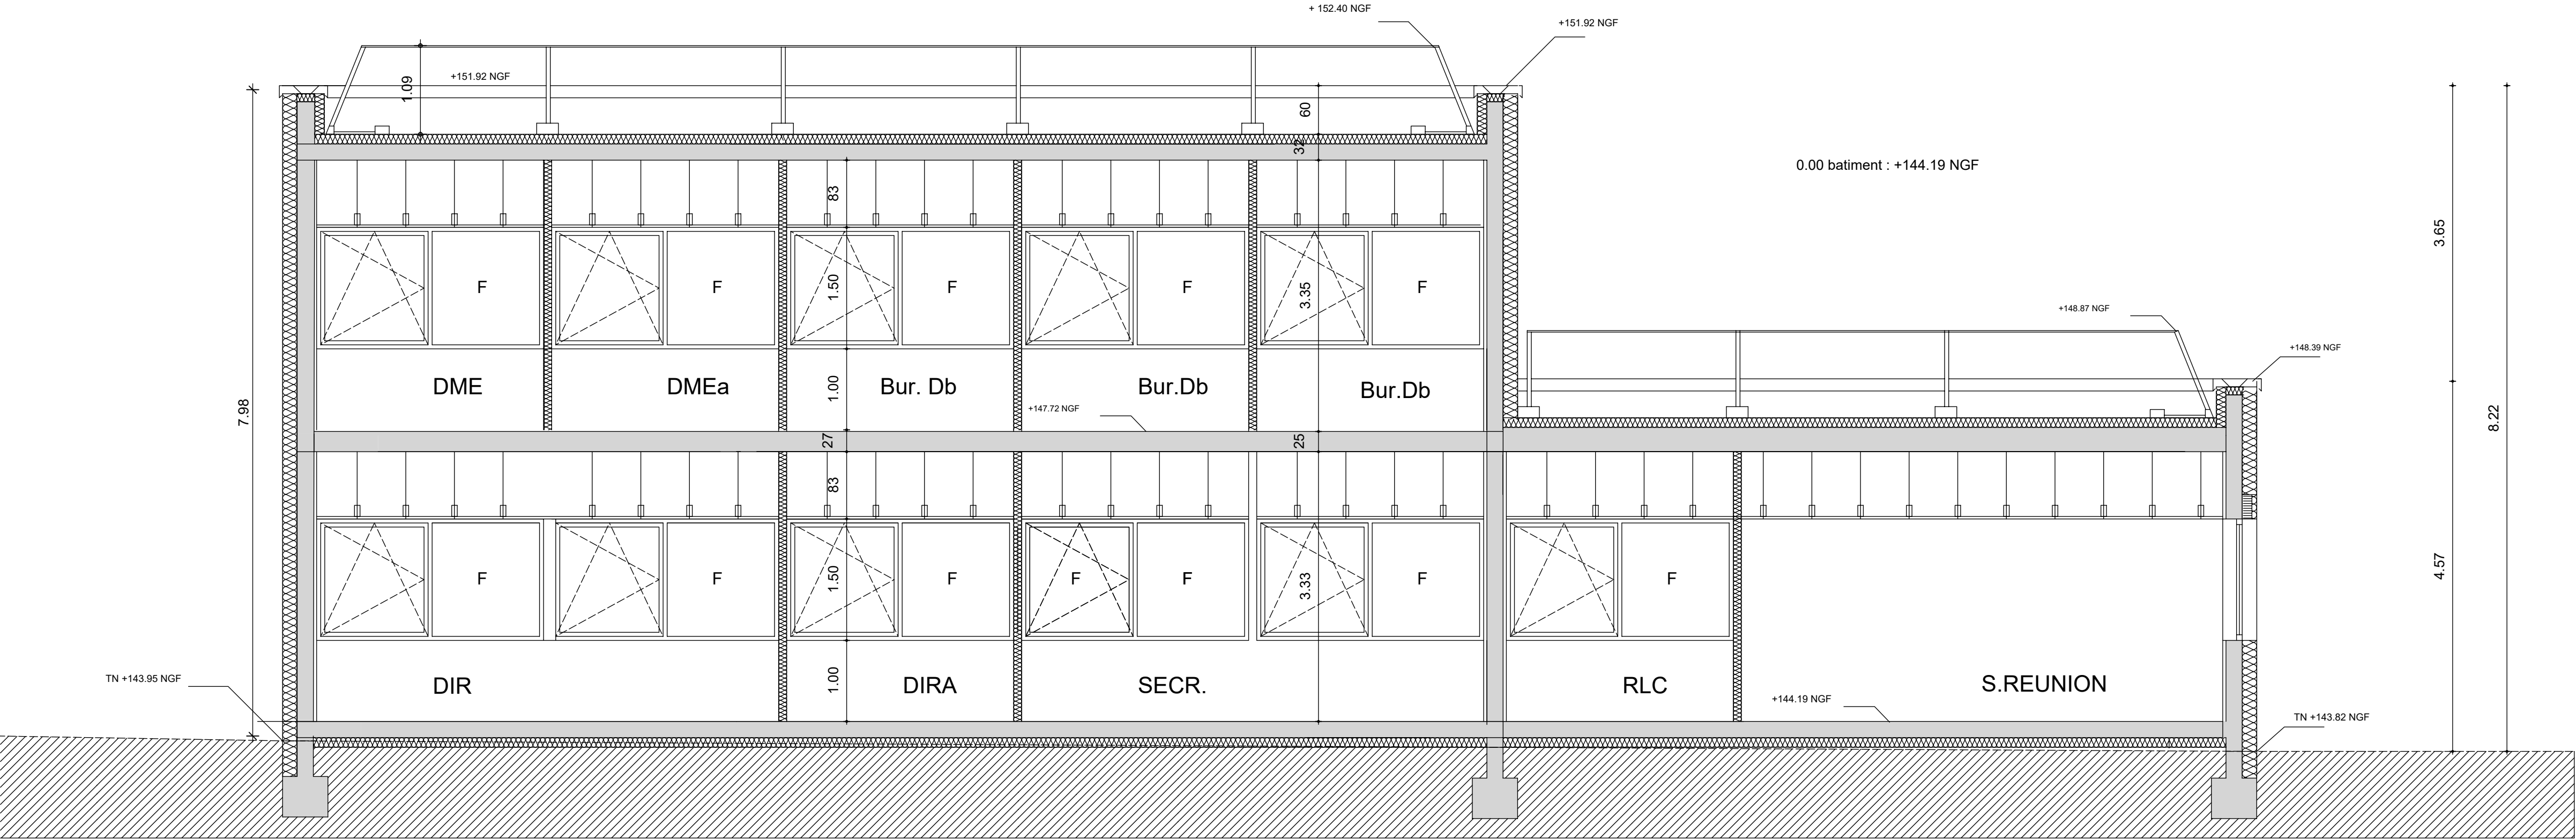 + 152.40 NGF
+151.92 NGF
+151.92 NGF
1.09
60
32
0.00 batiment : +144.19 NGF
83
3.65
F
F
1.50
F
F
3.35
F
+148.87 NGF
+148.39 NGF
DME
DMEa
1.00
Bur. Db
Bur.Db
Bur.Db
7.98
+147.72 NGF
8.22
27
25
83
4.57
F
F
1.50
F
F
F
3.33
F
F
TN +143.95 NGF
DIR
1.00
DIRA
SECR.
RLC
S.REUNION
+144.19 NGF
TN +143.82 NGF